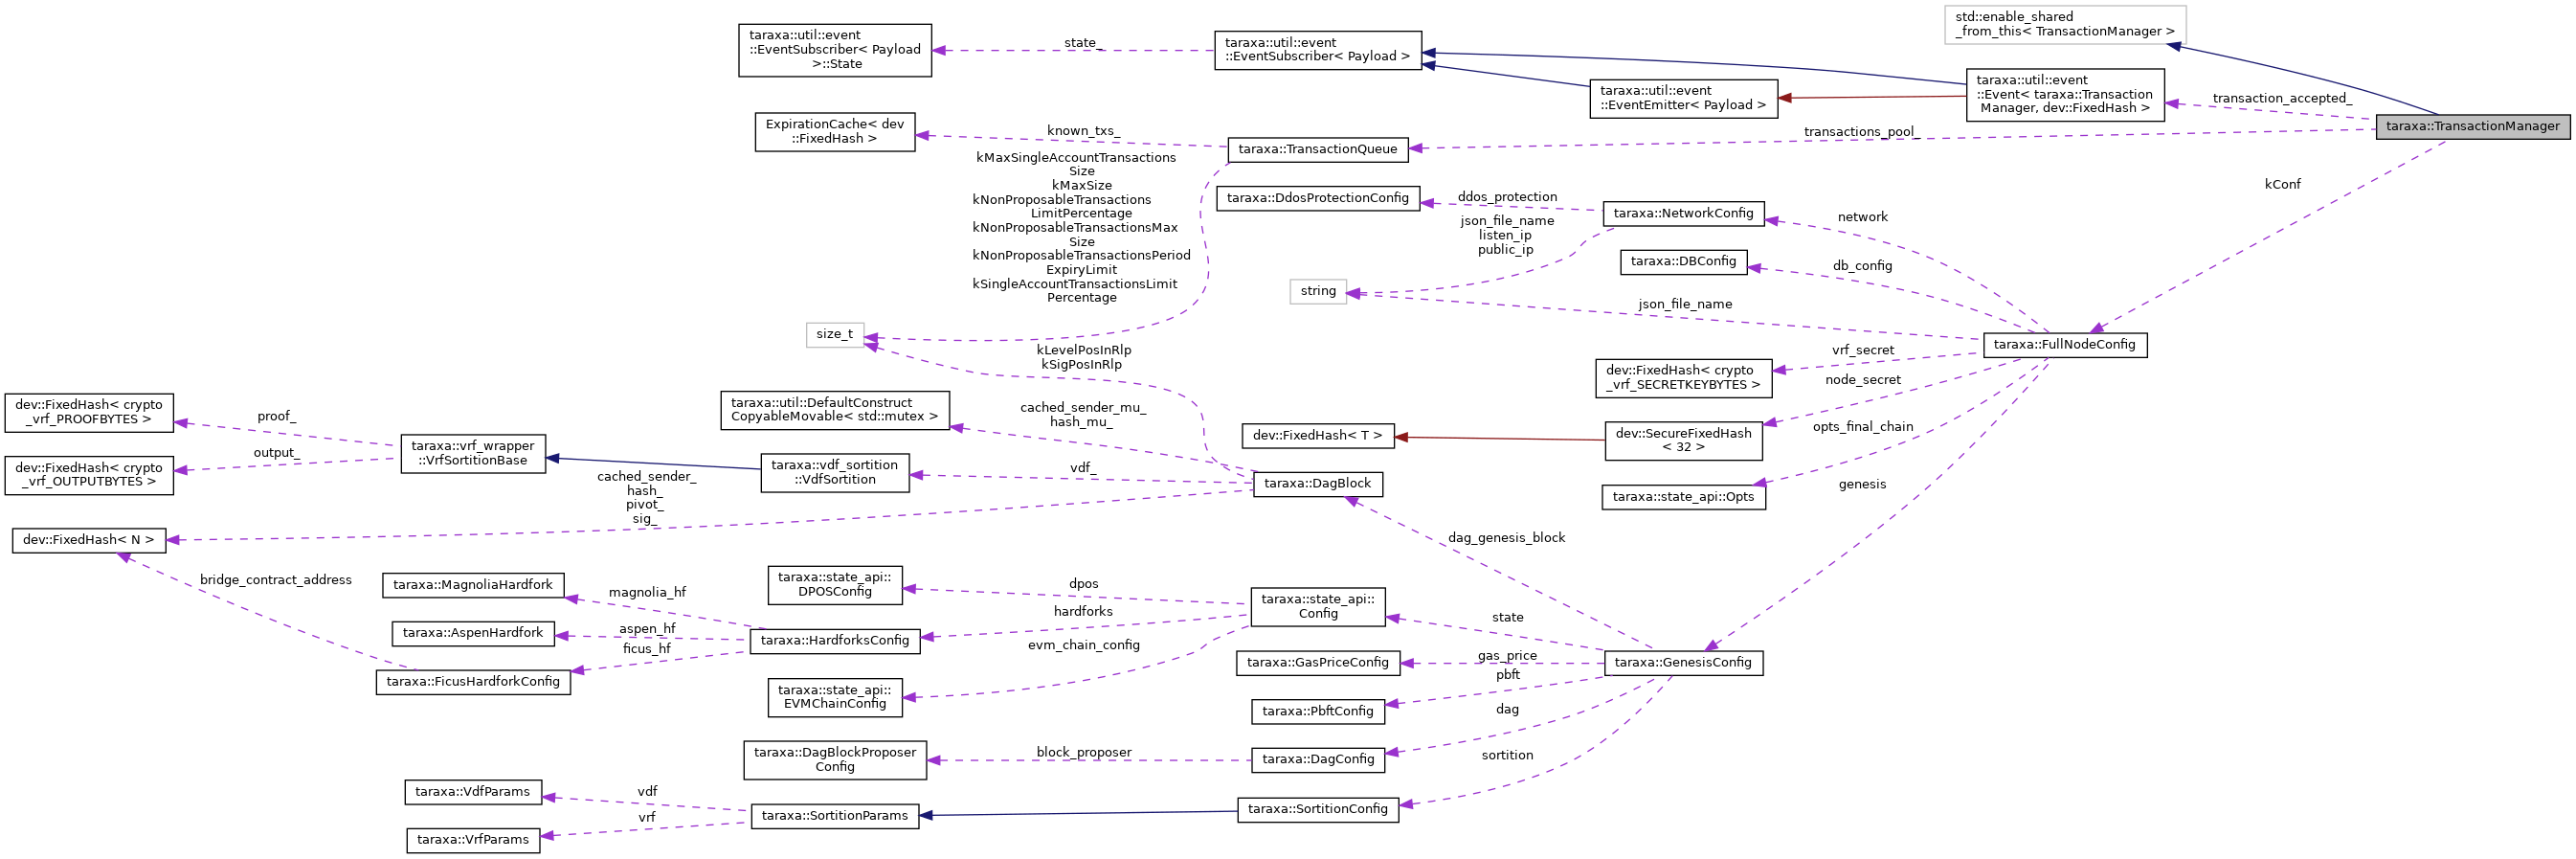 std::enable_shared
_from_this< TransactionManager >
taraxa::util::event
::EventSubscriber< Payload
>::State
state_
taraxa::util::event
::EventSubscriber< Payload >
taraxa::util::event
::EventEmitter< Payload >
taraxa::util::event
::Event< taraxa::Transaction
Manager, dev::FixedHash >
transaction_accepted_
taraxa::TransactionManager
ExpirationCache< dev
::FixedHash >
known_txs_
taraxa::TransactionQueue
transactions_pool_
kMaxSingleAccountTransactions
Size
kMaxSize
kNonProposableTransactions
LimitPercentage
kNonProposableTransactionsMax
Size
kNonProposableTransactionsPeriod
ExpiryLimit
kSingleAccountTransactionsLimit
Percentage
taraxa::DdosProtectionConfig
ddos_protection
taraxa::NetworkConfig
network
kConf
json_file_name
listen_ip
public_ip
taraxa::DBConfig
db_config
string
json_file_name
size_t
taraxa::FullNodeConfig
kLevelPosInRlp
kSigPosInRlp
dev::FixedHash< crypto
_vrf_SECRETKEYBYTES >
vrf_secret
node_secret
dev::FixedHash< crypto
_vrf_PROOFBYTES >
proof_
taraxa::util::DefaultConstruct
CopyableMovable< std::mutex >
cached_sender_mu_
hash_mu_
dev::FixedHash< T >
dev::SecureFixedHash
< 32 >
opts_final_chain
taraxa::vrf_wrapper
::VrfSortitionBase
output_
dev::FixedHash< crypto
_vrf_OUTPUTBYTES >
taraxa::vdf_sortition
::VdfSortition
vdf_
taraxa::DagBlock
taraxa::state_api::Opts
genesis
cached_sender_
hash_
pivot_
sig_
dev::FixedHash< N >
dag_genesis_block
bridge_contract_address
taraxa::MagnoliaHardfork
magnolia_hf
taraxa::state_api::
DPOSConfig
dpos
taraxa::state_api::
Config
hardforks
state
taraxa::AspenHardfork
aspen_hf
taraxa::HardforksConfig
ficus_hf
evm_chain_config
taraxa::GasPriceConfig
gas_price
taraxa::GenesisConfig
taraxa::FicusHardforkConfig
pbft
taraxa::state_api::
EVMChainConfig
taraxa::PbftConfig
dag
taraxa::DagBlockProposer
Config
block_proposer
taraxa::DagConfig
sortition
taraxa::VdfParams
vdf
taraxa::SortitionParams
taraxa::SortitionConfig
vrf
taraxa::VrfParams